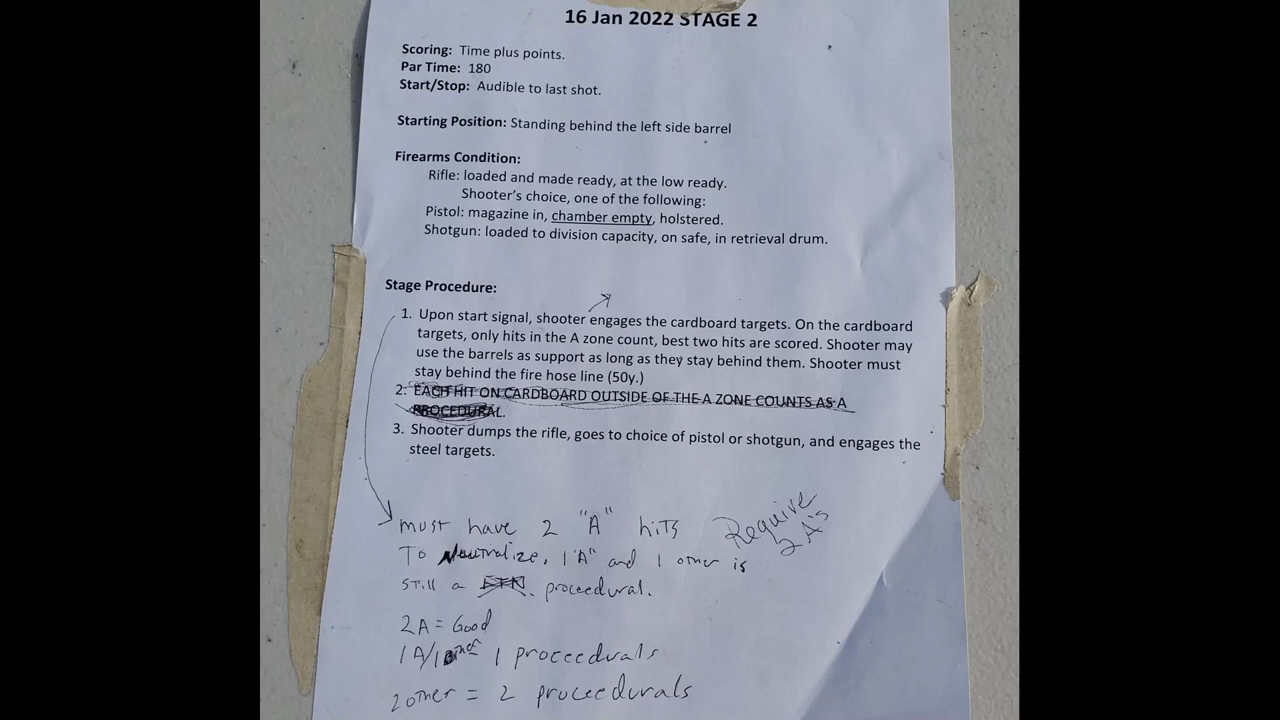 16 Jan 2022 STAGE 2
Scoring: Time plus points.
Par Time: 180
Start/Stop: Audible to last shot.
Starting Position: Standing behind the left side barrel
Firearms Condition:
Rifle: loaded and made ready, at the low ready.
Shooter's choice, one of the following:
Pistol: magazine in, chamber empty, holstered.
Shotgun: loaded to division capacity, on safe, in retrieval drum.
Stage Procedure:
1. Upon start signal, shooter engages the cardboard targets. On the cardboard
targets, only hits in the A zone count, best two hits are scored. Shooter may
use the barrels as support as long as they stay behind them. Shooter must
stay behind the fire hose line (50y.)
2. EACH HIT ON CARDBOARD OUTSIDE OF THE A ZONE COUNTS AS A
PROCEDURAL.
3. Shooter dumps the rifle, goes to choice of pistol or shotgun, and engages the
steel targets.
must have 2 "A" hits
To Neutralize, 1 "A" and 1 other is
still a proceedural.
Require
2 A's
2A = Good
1A/1 other 1 proceedurals
2 other = 2 proceedurals